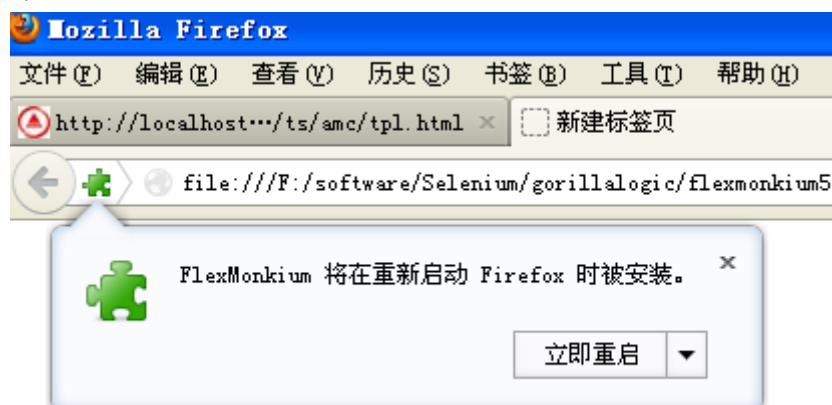 Mozilla Firefox
文件(F) 编辑(E) 查看(V) 历史(S) 书签(B) 工具(T) 帮助(H)
http://localhost···/ts/amc/tpl.html × 新建标签页
file:///F:/software/Selenium/gorillalogic/flexmonkium5
FlexMonkium 将在重新启动 Firefox 时被安装。 ×
立即重启